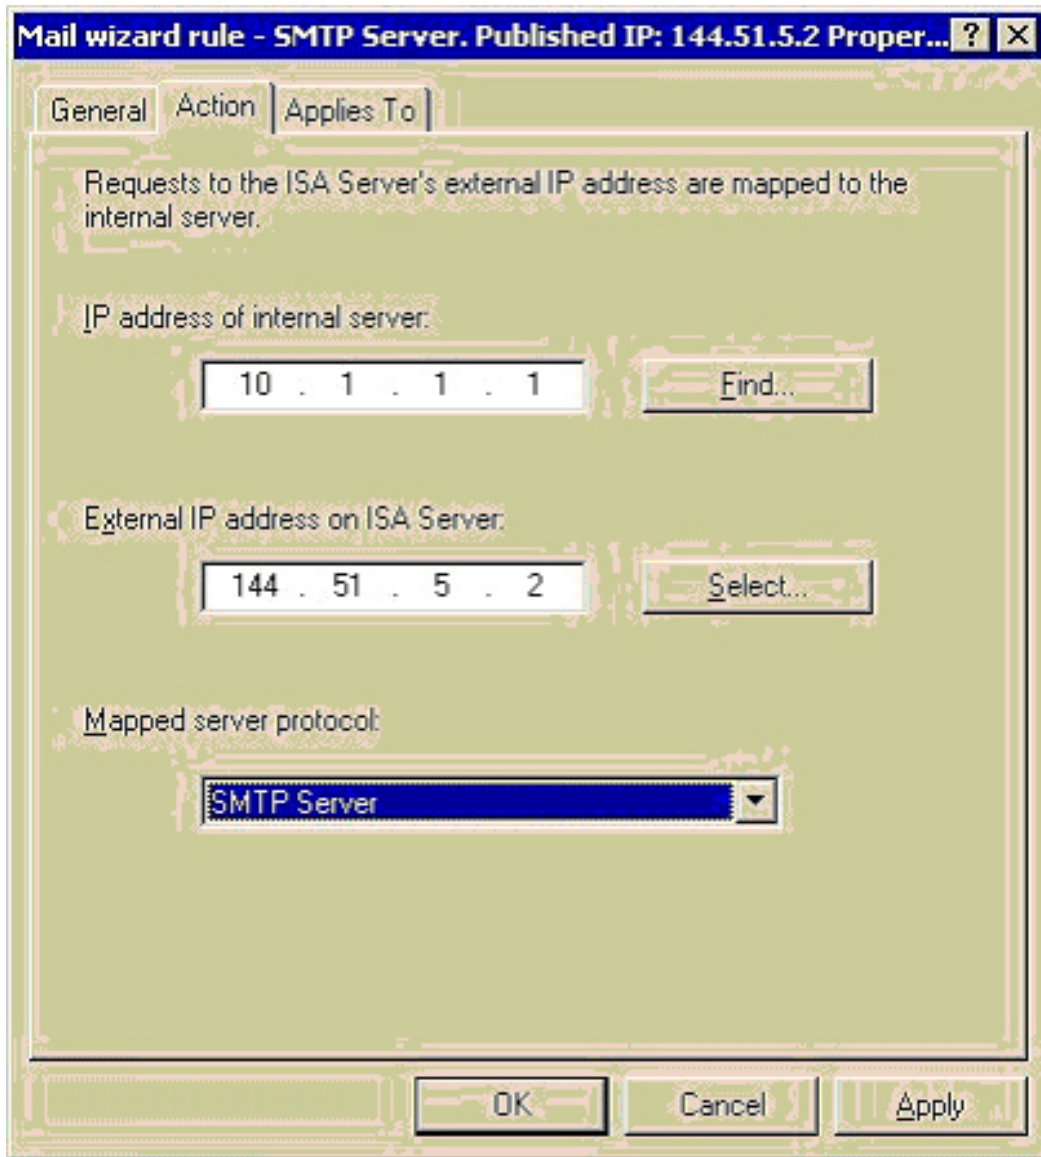 Mail wizard rule - SMTP Server. Published IP: 144.51.5.2 Proper...
General Action Applies To
Requests to the ISA Server's external IP address are mapped to the
internal server.
IP address of internal server:
10 . 1 . 1 . 1 Find...
External IP address on ISA Server:
144 . 51 . 5 . 2 Select...
Mapped server protocol:
SMTP Server
OK Cancel Apply